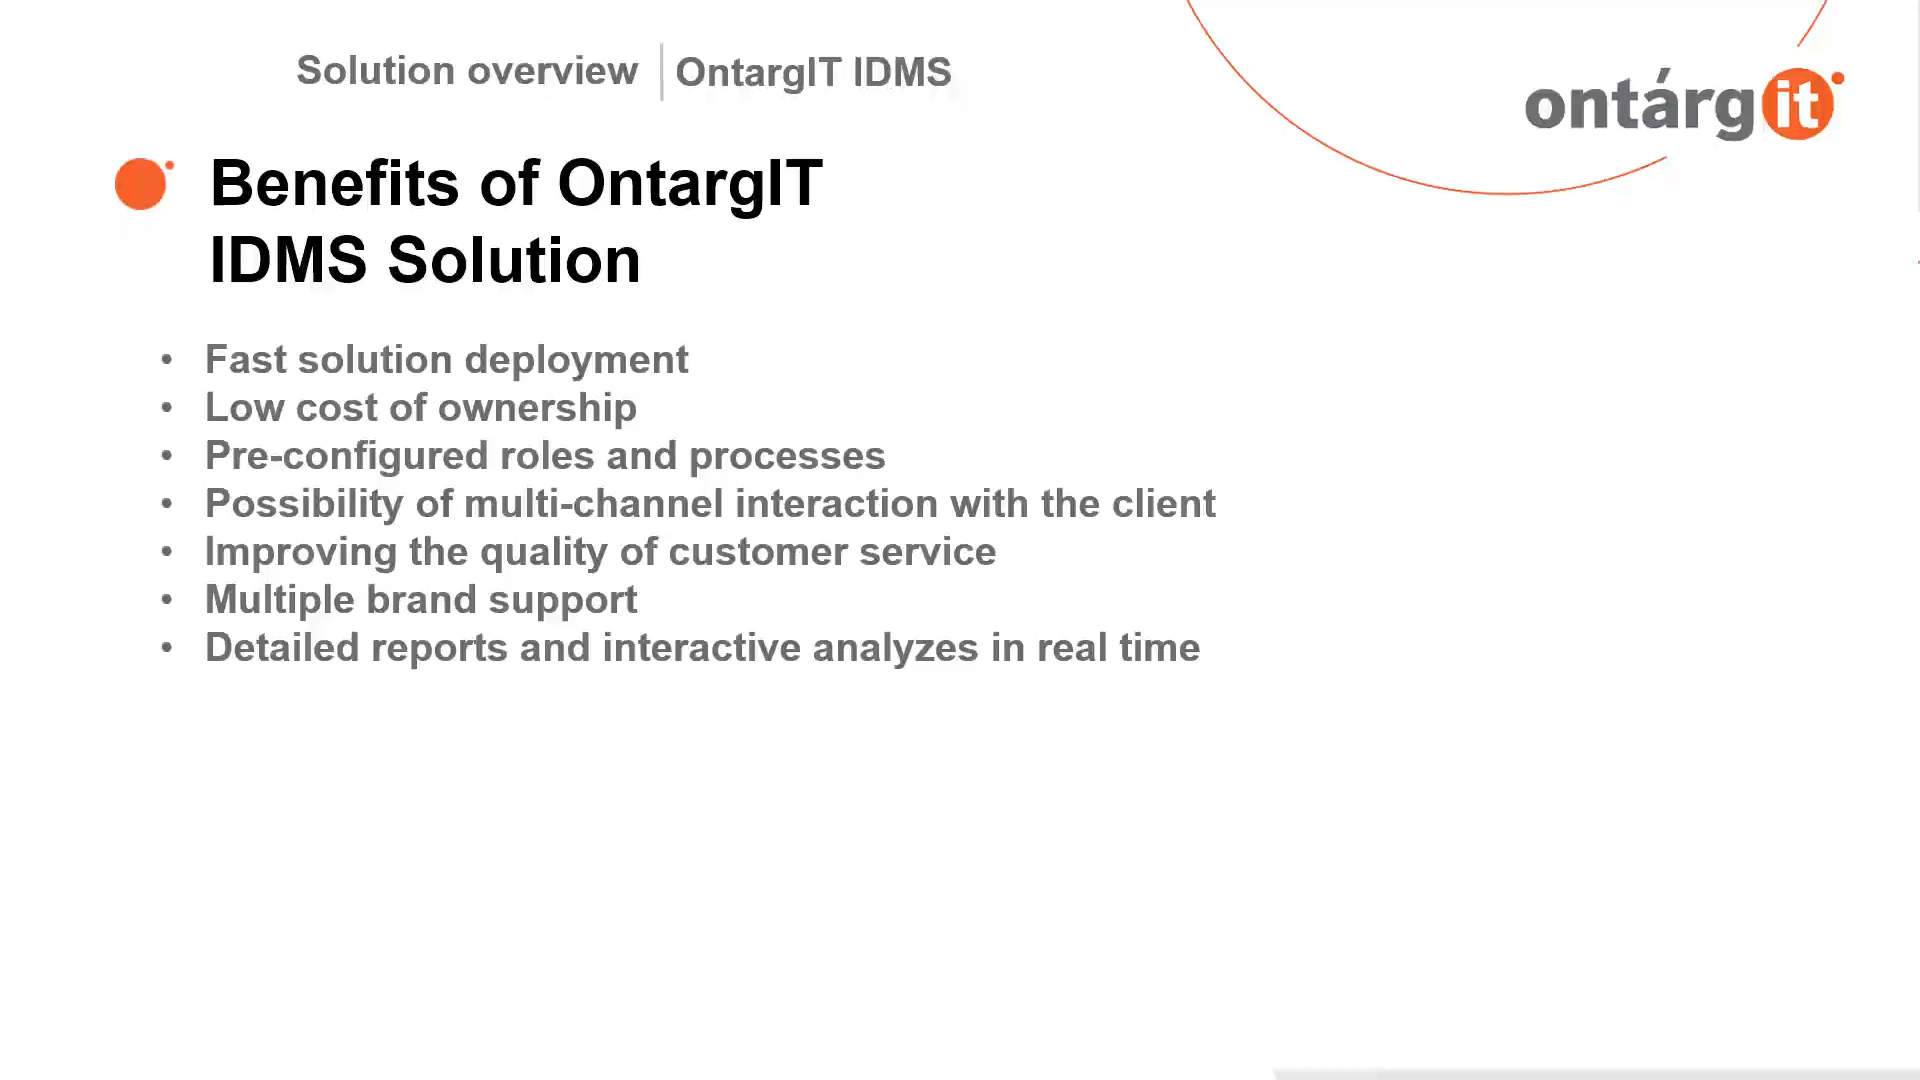 Solution overview | OntargIT IDMS
ontárgit
Benefits of OntargIT
IDMS Solution
• Fast solution deployment
• Low cost of ownership
• Pre-configured roles and processes
• Possibility of multi-channel interaction with the client
• Improving the quality of customer service
• Multiple brand support
• Detailed reports and interactive analyzes in real time